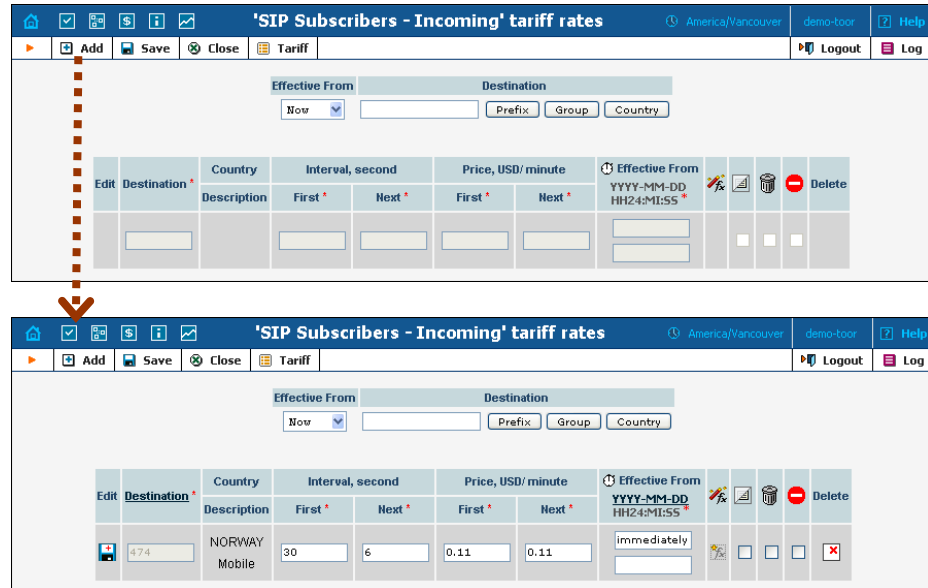 'SIP Subscribers - Incoming' tariff rates America/Vancouver demo-toor ? Help
Add Save Close Tariff Logout Log
Effective From Destination
Now Prefix Group Country
Edit Destination * Country Interval, second Price, USD/ minute Effective From Delete
YYYY-MM-DD
Description First * Next * First * Next * HH24:MI:SS *
'SIP Subscribers - Incoming' tariff rates America/Vancouver demo-toor ? Help
Add Save Close Tariff Logout Log
Effective From Destination
Now Prefix Group Country
Edit Destination * Country Interval, second Price, USD/ minute Effective From Delete
YYYY-MM-DD
Description First * Next * First * Next * HH24:MI:SS *
474 NORWAY 30 6 0.11 0.11 immediately
Mobile